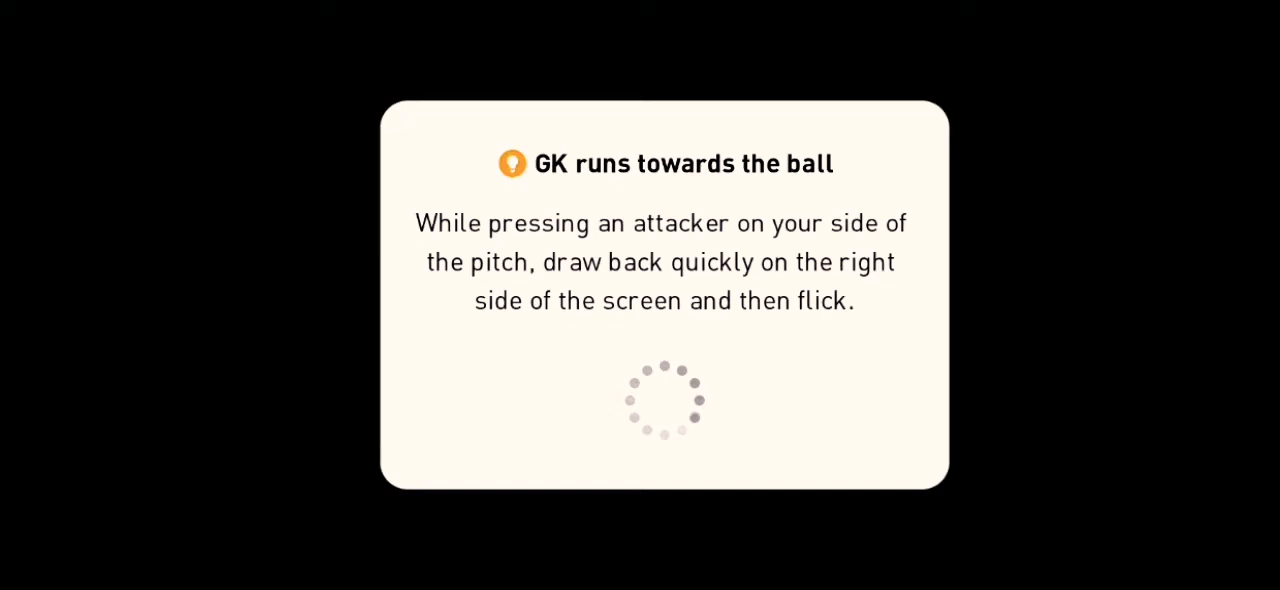 GK runs towards the ball
While pressing an attacker on your side of
the pitch, draw back quickly on the right
side of the screen and then flick.